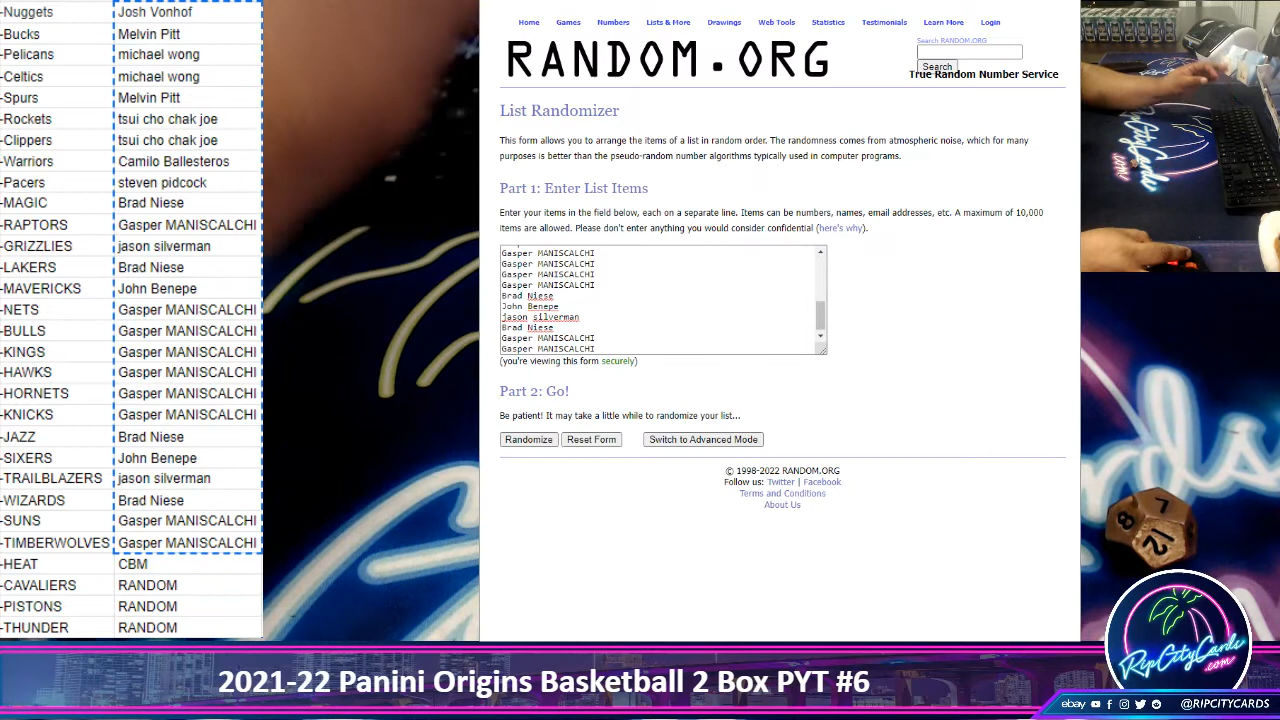 -Nuggets Josh Vonhof
-Bucks Melvin Pitt
-Pelicans michael wong
-Celtics michael wong
-Spurs Melvin Pitt
-Rockets tsui cho chak joe
-Clippers tsui cho chak joe
-Warriors Camilo Ballesteros
-Pacers steven pidcock
-MAGIC Brad Niese
-RAPTORS Gasper MANISCALCHI
-GRIZZLIES jason silverman
-LAKERS Brad Niese
-MAVERICKS John Benepe
-NETS Gasper MANISCALCHI
-BULLS Gasper MANISCALCHI
-KINGS Gasper MANISCALCHI
-HAWKS Gasper MANISCALCHI
-HORNETS Gasper MANISCALCHI
-KNICKS Gasper MANISCALCHI
-JAZZ Brad Niese
-SIXERS John Benepe
-TRAILBLAZERS jason silverman
-WIZARDS Brad Niese
-SUNS Gasper MANISCALCHI
-TIMBERWOLVES Gasper MANISCALCHI
-HEAT CBM
-CAVALIERS RANDOM
-PISTONS RANDOM
-THUNDER RANDOM
Home Games Numbers Lists & More Drawings Web Tools Statistics Testimonials Learn More Login
RANDOM.ORG
Search RANDOM.ORG
Search
True Random Number Service
List Randomizer
This form allows you to arrange the items of a list in random order. The randomness comes from atmospheric noise, which for many
purposes is better than the pseudo-random number algorithms typically used in computer programs.
Part 1: Enter List Items
Enter your items in the field below, each on a separate line. Items can be numbers, names, email addresses, etc. A maximum of 10,000
items are allowed. Please don't enter anything you would consider confidential (here's why).
Gasper MANISCALCHI
Gasper MANISCALCHI
Gasper MANISCALCHI
Gasper MANISCALCHI
Brad Niese
John Benepe
jason silverman
Brad Niese
Gasper MANISCALCHI
Gasper MANISCALCHI
(you're viewing this form securely)
Part 2: Go!
Be patient! It may take a little while to randomize your list...
Randomize Reset Form Switch to Advanced Mode
© 1998-2022 RANDOM.ORG
Follow us: Twitter | Facebook
Terms and Conditions
About Us
7
8
12
RipCityCards
.com
2021-22 Panini Origins Basketball 2 Box PYT #6
ebay @RIPCITYCARDS